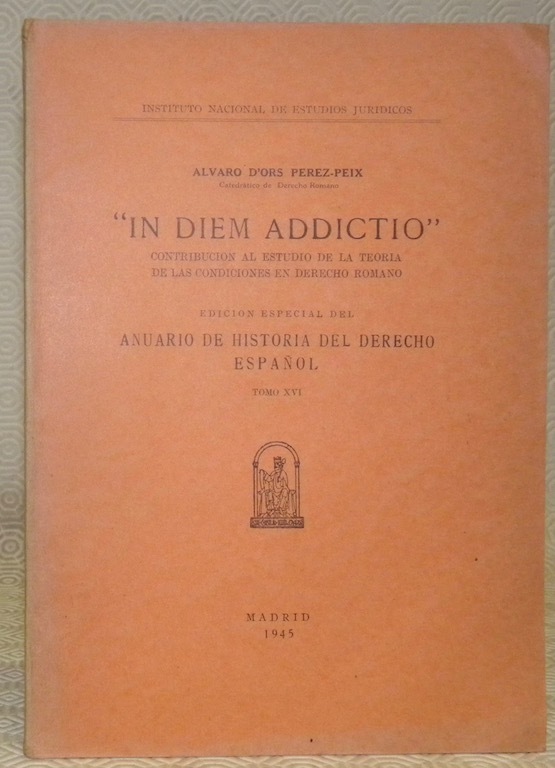 INSTITUTO NACIONAL DE ESTUDIOS JURIDICOS
ALVARO D'ORS PEREZ-PEIX
Catedrático de Derecho Romano
"IN DIEM ADDICTIO"
CONTRIBUCION AL ESTUDIO DE LA TEORIA
DE LAS CONDICIONES EN DERECHO ROMANO
EDICION ESPECIAL DEL
ANUARIO DE HISTORIA DEL DERECHO
ESPAÑOL
TOMO XVI
MADRID
1945